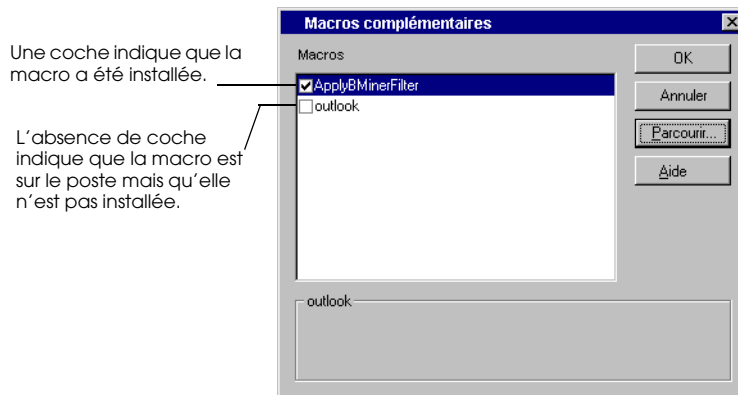 Macros complémentaires
Une coche indique que la
macro a été installée.
L'absence de coche
indique que la macro est
sur le poste mais qu'elle
n'est pas installée.
Macros
ApplyBMinerFilter
outlook
OK
Annuler
Parcourir...
Aide
outlook